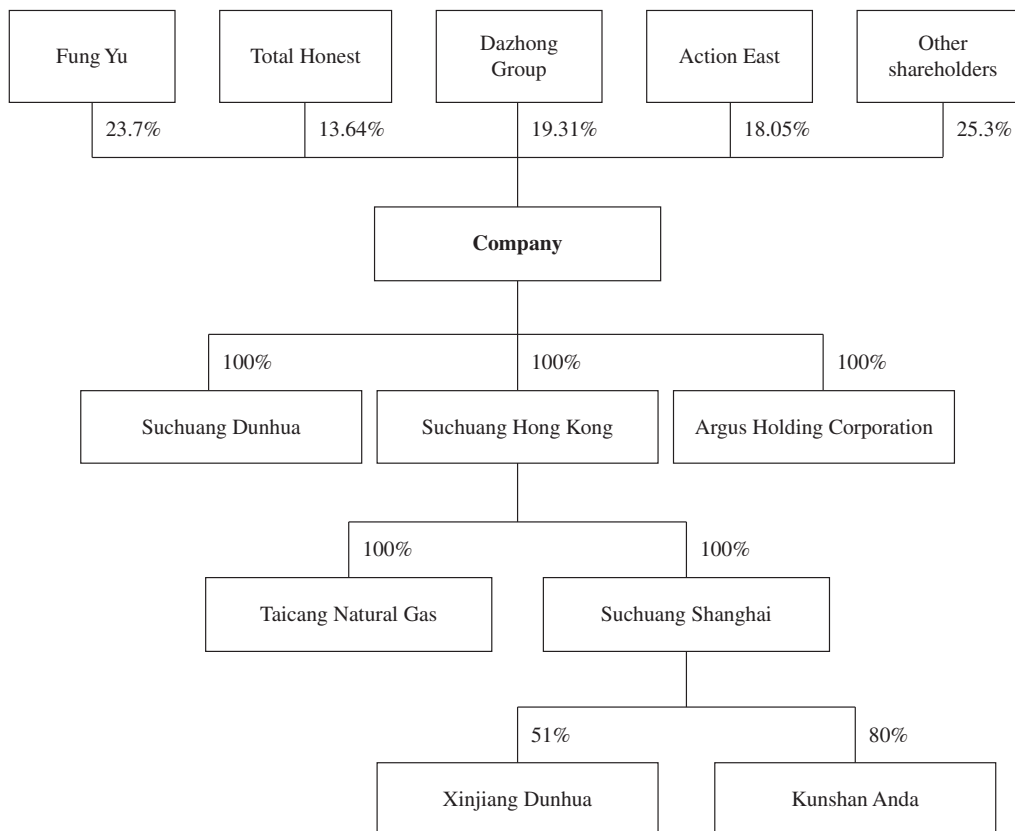 Fung Yu
Total Honest
Dazhong
Group
Action East
Other
shareholders
23.7%
13.64%
19.31%
18.05%
25.3%
Company
100%
100%
100%
Suchuang Dunhua
Suchuang Hong Kong
Argus Holding Corporation
100%
100%
Taicang Natural Gas
Suchuang Shanghai
51%
80%
Xinjiang Dunhua
Kunshan Anda